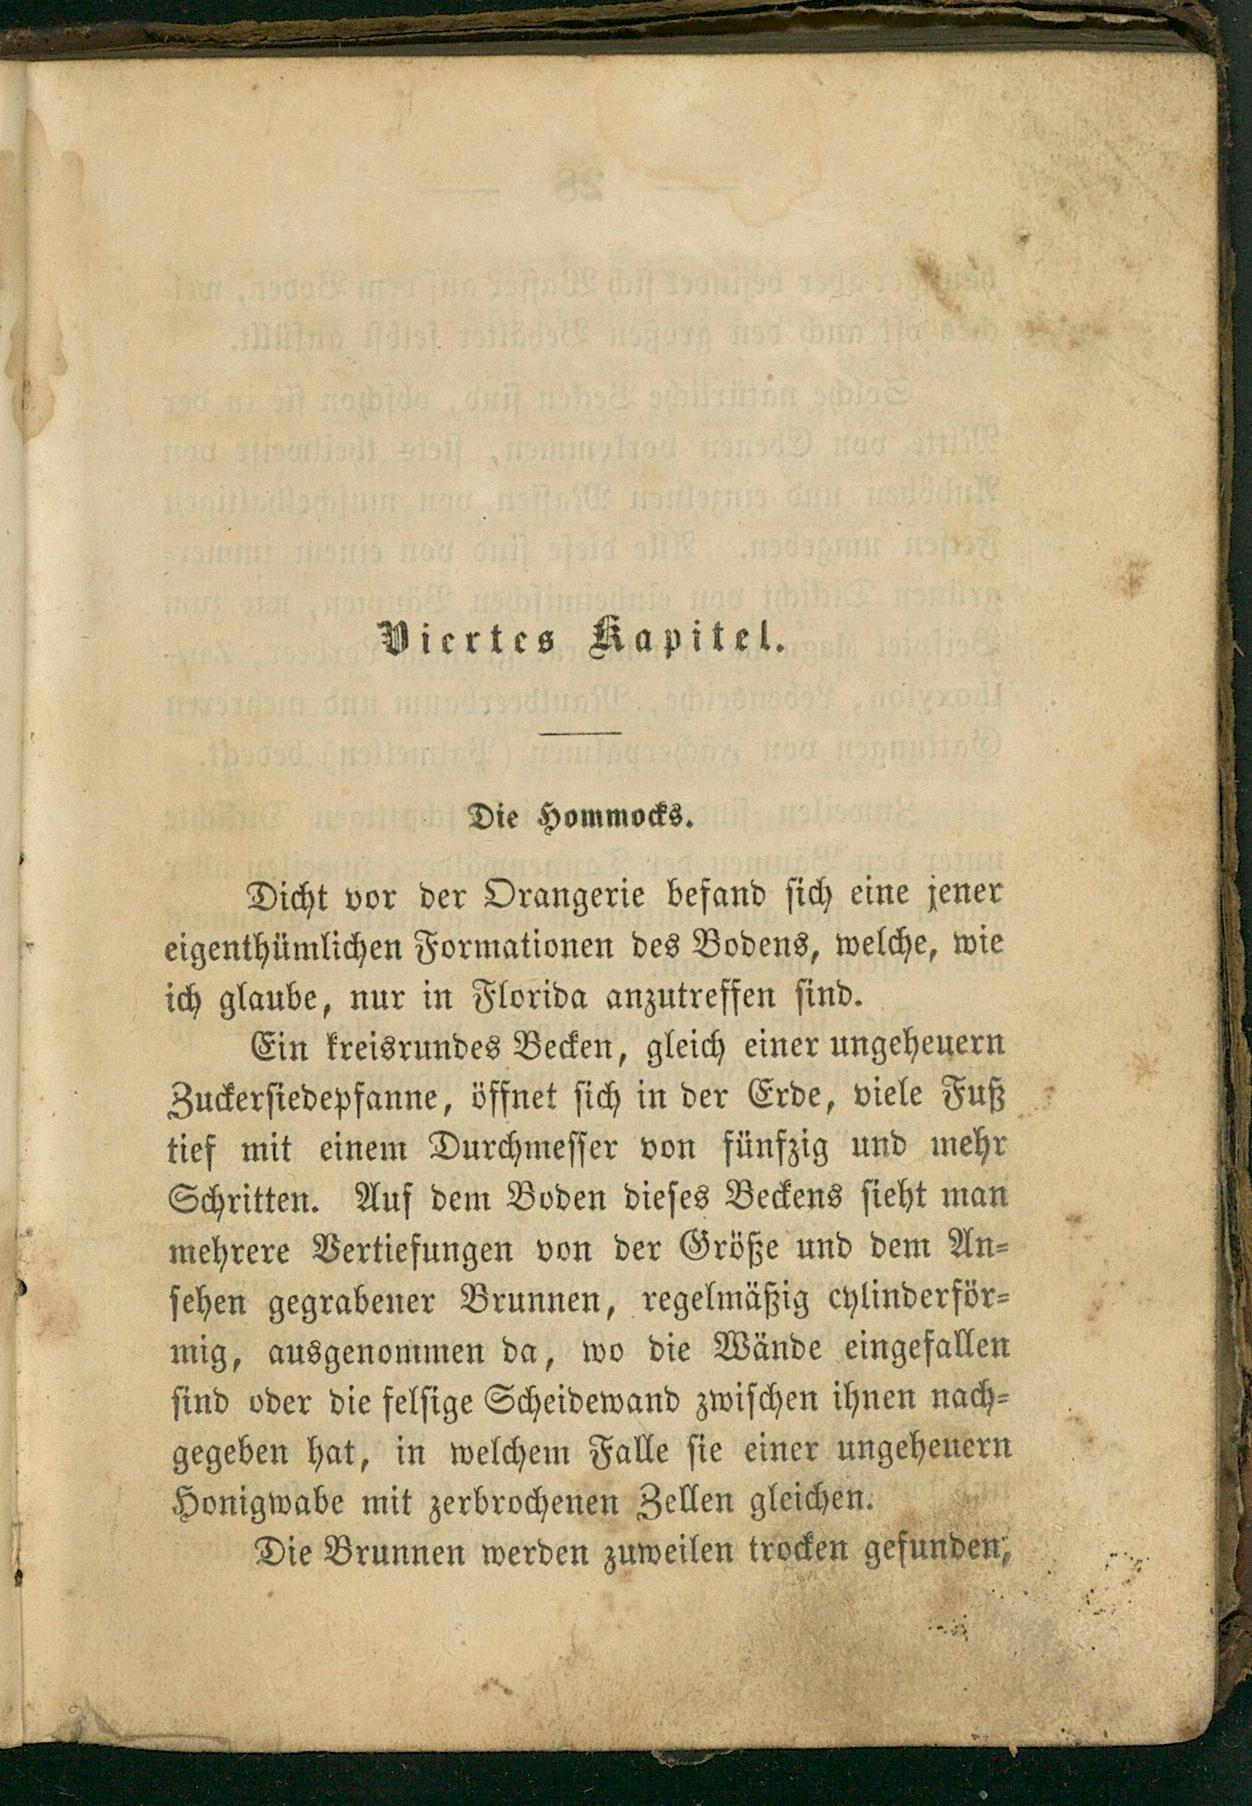 Viertes Kapitel.
Die Hommocks.
Dicht vor der Orangerie befand sich eine jener
eigenthümlichen Formationen des Bodens, welche, wie
ich glaube, nur in Florida anzutreffen sind.
Ein kreisrundes Becken, gleich einer ungeheuern
Zuckersiedepfanne, öffnet sich in der Erde, viele Fuß
tief mit einem Durchmesser von fünfzig und mehr
Schritten. Auf dem Boden dieses Beckens sieht man
mehrere Vertiefungen von der Größe und dem An-
sehen gegrabener Brunnen, regelmäßig cylinderför-
mig, ausgenommen da, wo die Wände eingefallen
sind oder die felsige Scheidewand zwischen ihnen nach-
gegeben hat, in welchem Falle sie einer ungeheuern
Honigwabe mit zerbrochenen Zellen gleichen.
Die Brunnen werden zuweilen trocken gefunden,